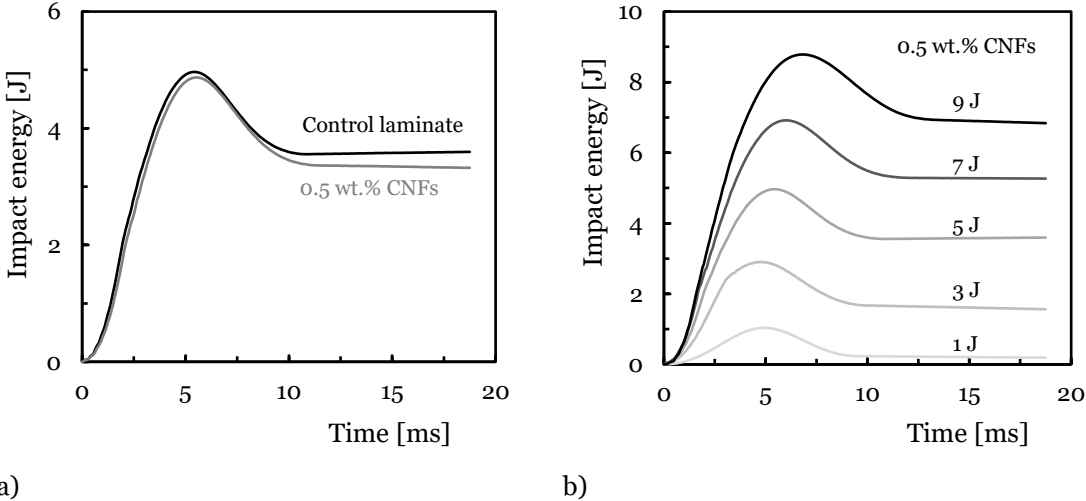 6
4
2
0
Impact energy [J]
Control laminate
0.5 wt.% CNFs
0 5 10 15 20
Time [ms]
a)
10
8
6
4
2
0
Impact energy [J]
0.5 wt.% CNFs
9 J
7 J
5 J
3 J
1 J
0 5 10 15 20
Time [ms]
b)